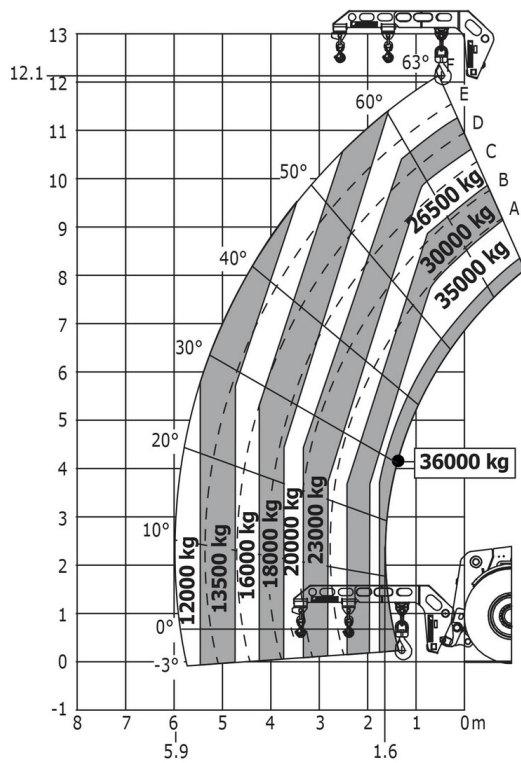 13
12.1
12
11
10
9
8
7
6
5
4
3
2
1
0
-1
63°
60°
50°
40°
30°
20°
10°
0°
-3°
F
E
D
C
B
A
26500 kg
30000 kg
35000 kg
36000 kg
12000 kg
13500 kg
16000 kg
18000 kg
20000 kg
23000 kg
8 7 6 5 4 3 2 1 0m
5.9 1.6